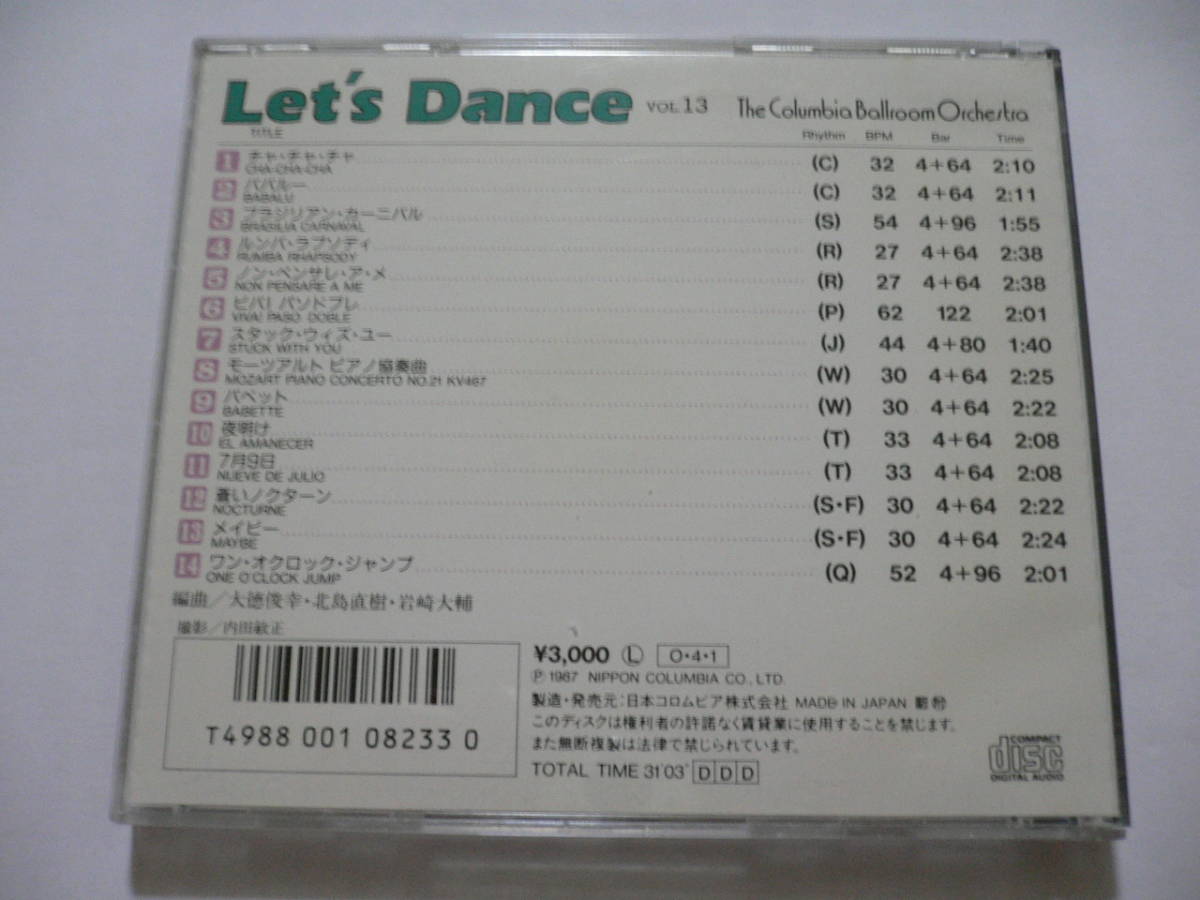 Let's Dance VOL.13 The Columbia Ballroom Orchestra
TITLE Rhythm BPM Bar Time
1 チャ・チャ・チャ (C) 32 4+64 2:10
CHA-CHA-CHA
2 ババルー (C) 32 4+64 2:11
BABALU
3 ブラジリアン・カーニバル (S) 54 4+96 1:55
BRASILIA CARNAVAL
4 ルンバ・ラプソディ (R) 27 4+64 2:38
RUMBA RHAPSODY
5 ノン・ペンサレ・ア・メ (R) 27 4+64 2:38
NON PENSARE A ME
6 ビバ! パソドブレ (P) 62 122 2:01
VIVA! PASO DOBLE
7 スタック・ウィズ・ユー (J) 44 4+80 1:40
STUCK WITH YOU
8 モーツアルト ピアノ協奏曲 (W) 30 4+64 2:25
MOZART PIANO CONCERTO NO.21 KV467
9 バベット (W) 30 4+64 2:22
BABETTE
10 夜明け (T) 33 4+64 2:08
EL AMANECER
11 7月9日 (T) 33 4+64 2:08
NUEVE DE JULIO
12 蒼いノクターン (S・F) 30 4+64 2:22
NOCTURNE
13 メイビー (S・F) 30 4+64 2:24
MAYBE
14 ワン・オクロック・ジャンプ (Q) 52 4+96 2:01
ONE O'CLOCK JUMP
編曲/大徳俊幸・北島直樹・岩崎大輔
撮影/内田敏正
¥3,000 Ⓛ O・4・1
Ⓟ 1987 NIPPON COLUMBIA CO., LTD.
製造・発売元:日本コロムビア株式会社 MADE IN JAPAN
このディスクは権利者の許諾なく賃貸業に使用することを禁じます。
また無断複製は法律で禁じられています。
TOTAL TIME 31'03" D D D
T4988 001 08233 0
COMPACT
disc
DIGITAL AUDIO